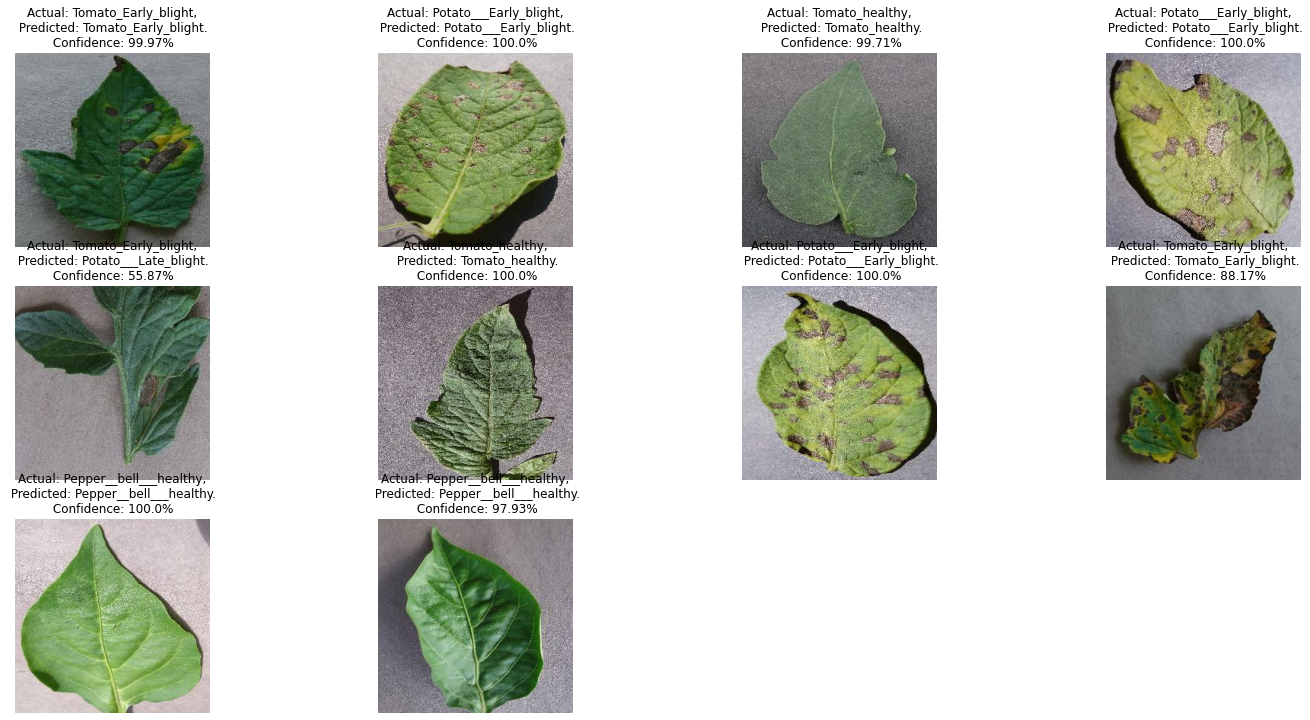 Actual: Tomato_Early_blight,
Predicted: Tomato_Early_blight.
Confidence: 99.97%
Actual: Potato___Early_blight,
Predicted: Potato___Early_blight.
Confidence: 100.0%
Actual: Tomato_healthy,
Predicted: Tomato_healthy.
Confidence: 99.71%
Actual: Potato___Early_blight,
Predicted: Potato___Early_blight.
Confidence: 100.0%
Actual: Tomato_Early_blight,
Predicted: Potato___Late_blight.
Confidence: 55.87%
Actual: Tomato_healthy,
Predicted: Tomato_healthy.
Confidence: 100.0%
Actual: Potato___Early_blight,
Predicted: Potato___Early_blight.
Confidence: 100.0%
Actual: Tomato_Early_blight,
Predicted: Tomato_Early_blight.
Confidence: 88.17%
Actual: Pepper__bell___healthy,
Predicted: Pepper__bell___healthy.
Confidence: 100.0%
Actual: Pepper__bell___healthy,
Predicted: Pepper__bell___healthy.
Confidence: 97.93%